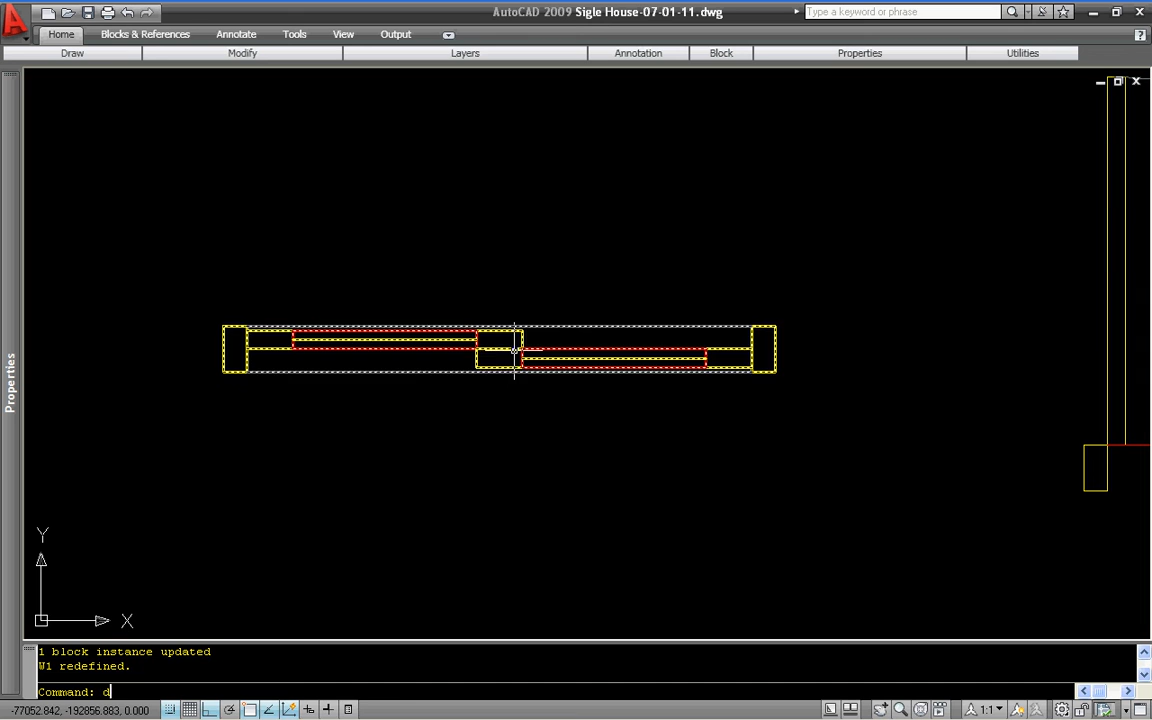 AutoCAD 2009 Sigle House-07-01-11.dwg
Type a keyword or phrase
Home Blocks & References Annotate Tools View Output
Draw Modify Layers Annotation Block Properties Utilities
Properties
Y
X
1 block instance updated
W1 redefined.
Command: d
-77052.842, -192856.883, 0.000
1:1